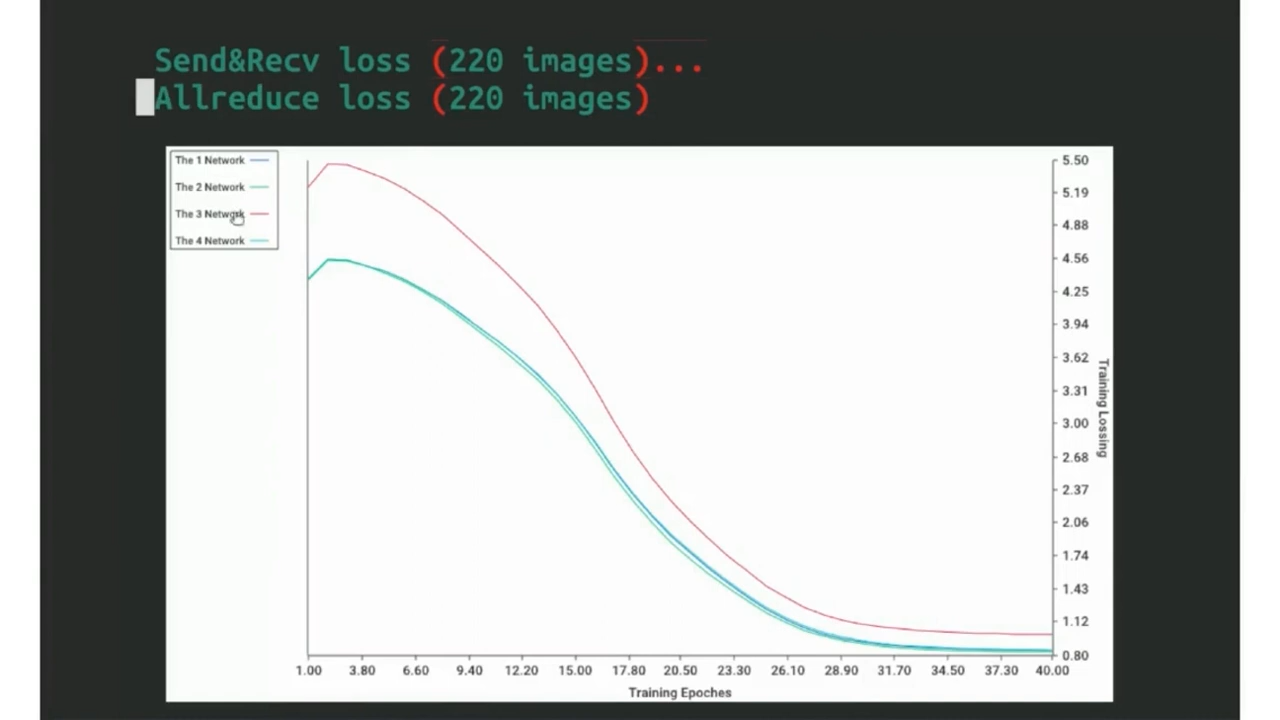 Send&Recv loss (220 images)...
Allreduce loss (220 images)
The 1 Network
The 2 Network
The 3 Network
The 4 Network
5.50
5.19
4.88
4.56
4.25
3.94
3.62
3.31
3.00
2.68
2.37
2.06
1.74
1.43
1.12
0.80
Training Lossing
1.00 3.80 6.60 9.40 12.20 15.00 17.80 20.50 23.30 26.10 28.90 31.70 34.50 37.30 40.00
Training Epoches